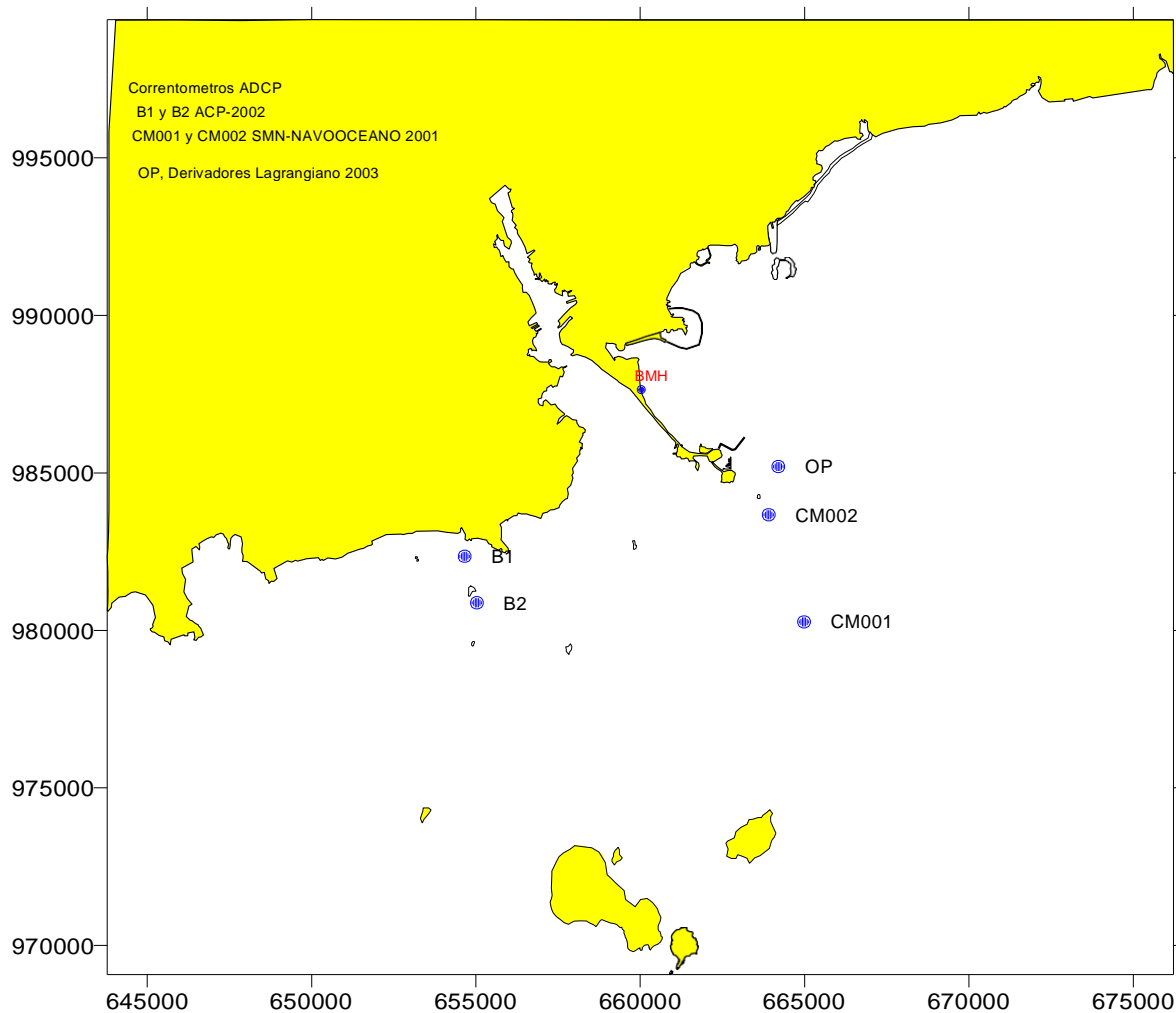 Correntometros ADCP
B1 y B2 ACP-2002
CM001 y CM002 SMN-NAVOOCEANO 2001
OP, Derivadores Lagrangiano 2003
995000
990000
BMH
985000
OP
CM002
B1
B2
980000
CM001
975000
970000
645000 650000 655000 660000 665000 670000 675000